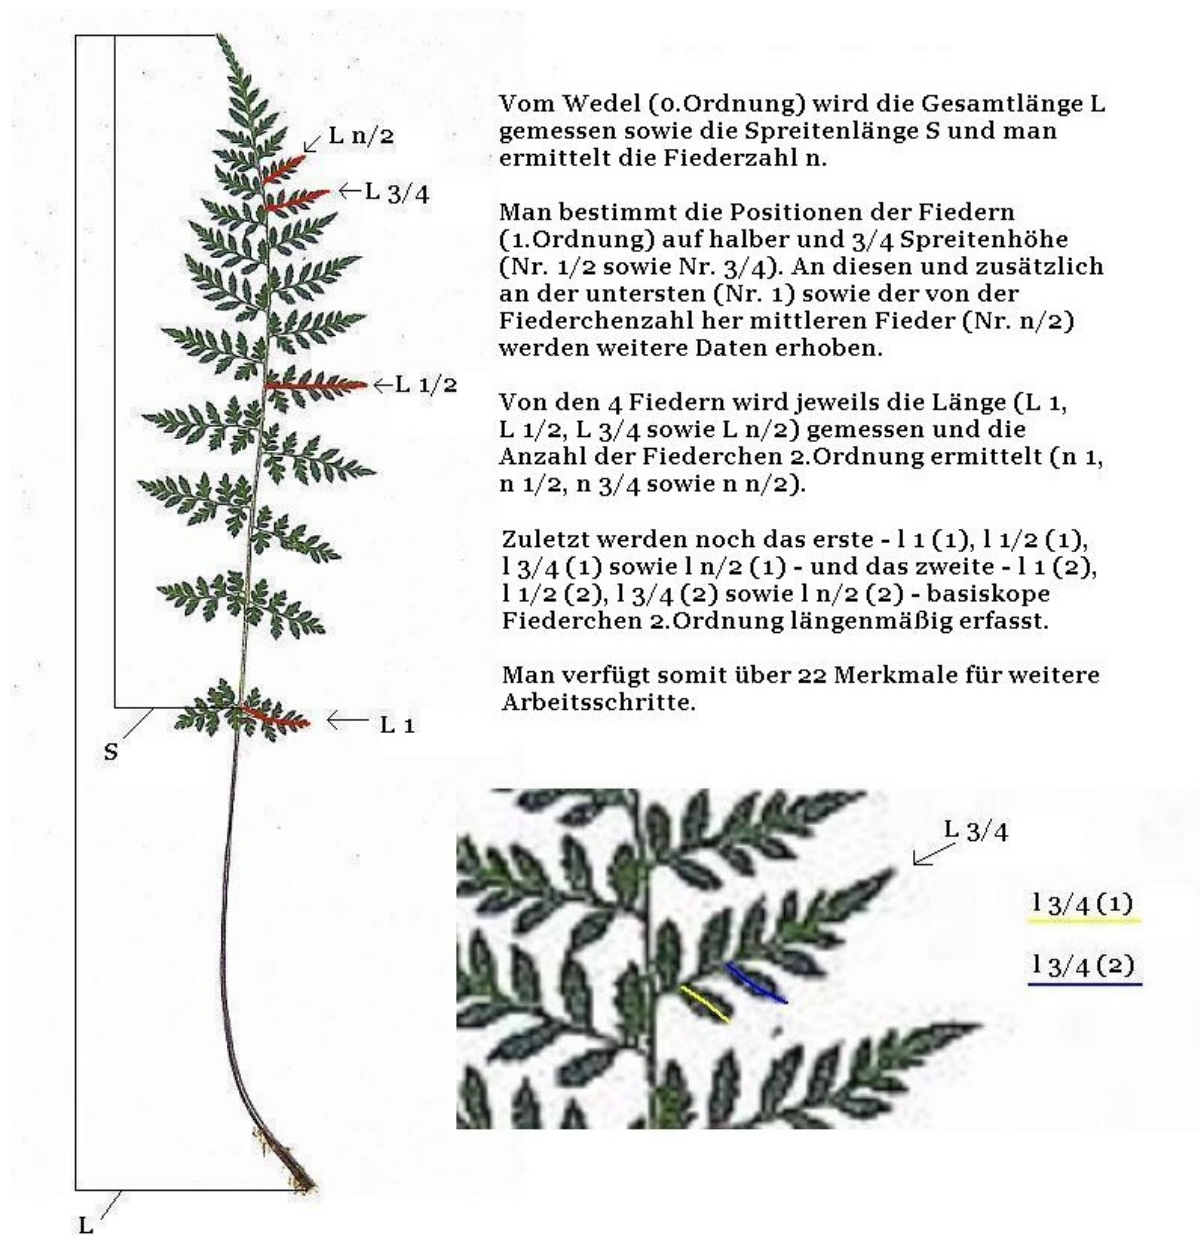 Vom Wedel (0.Ordnung) wird die Gesamtlänge L
gemessen sowie die Spreitenlänge S und man
ermittelt die Fiederzahl n.
Man bestimmt die Positionen der Fiedern
(1.Ordnung) auf halber und 3/4 Spreitenhöhe
(Nr. 1/2 sowie Nr. 3/4). An diesen und zusätzlich
an der untersten (Nr. 1) sowie der von der
Fiederchenzahl her mittleren Fieder (Nr. n/2)
werden weitere Daten erhoben.
Von den 4 Fiedern wird jeweils die Länge (L 1,
L 1/2, L 3/4 sowie L n/2) gemessen und die
Anzahl der Fiederchen 2.Ordnung ermittelt (n 1,
n 1/2, n 3/4 sowie n n/2).
Zuletzt werden noch das erste - l 1 (1), l 1/2 (1),
l 3/4 (1) sowie l n/2 (1) - und das zweite - l 1 (2),
l 1/2 (2), l 3/4 (2) sowie l n/2 (2) - basiskope
Fiederchen 2.Ordnung längenmäßig erfasst.
Man verfügt somit über 22 Merkmale für weitere
Arbeitsschritte.
L n/2
L 3/4
L 1/2
L 1
S
L
L 3/4
l 3/4 (1)
l 3/4 (2)